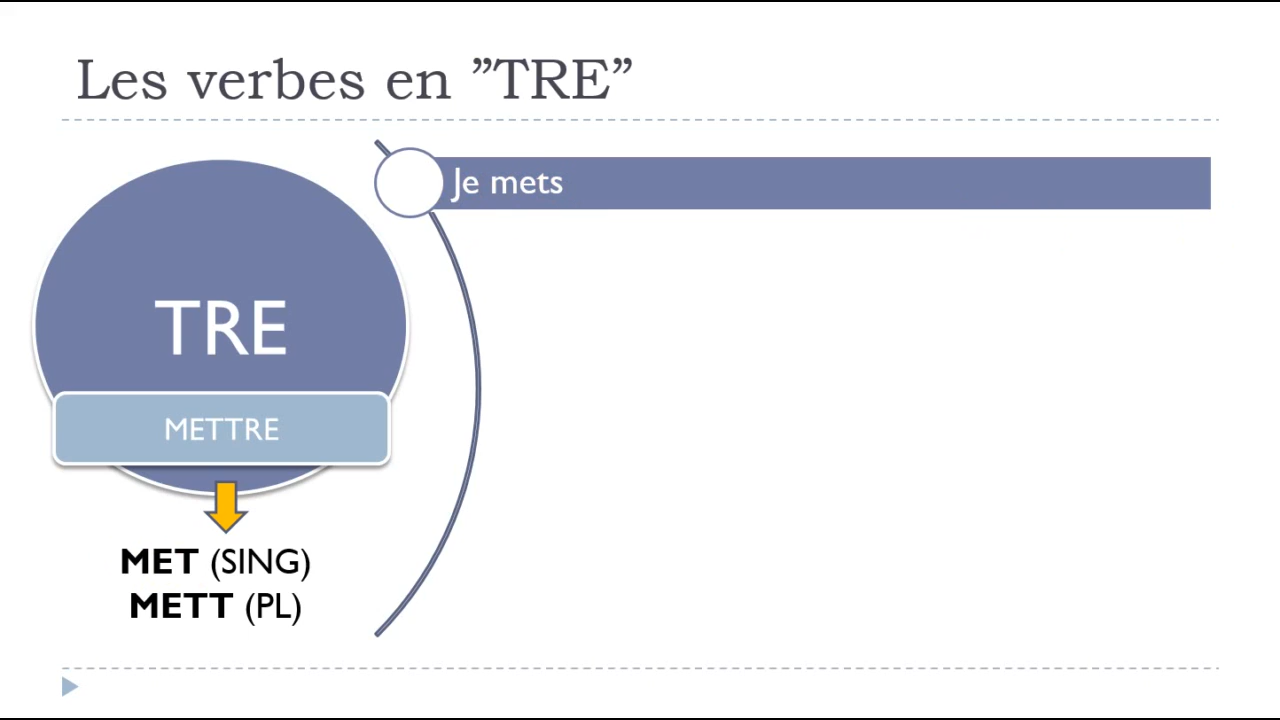 Les verbes en ”TRE”
Je mets
TRE
METTRE
MET (SING)
METT (PL)